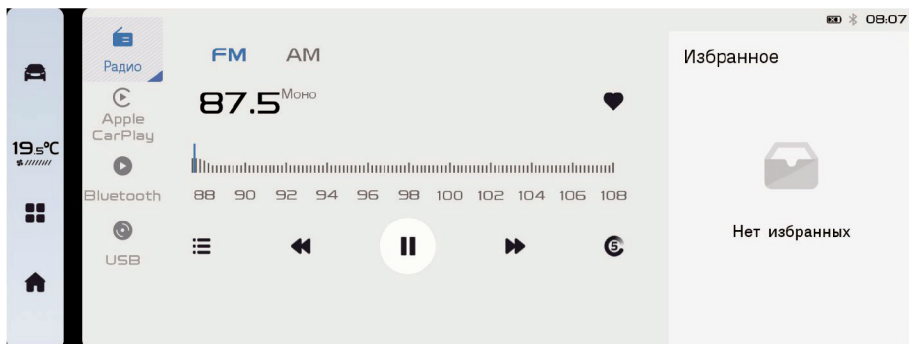 08:07
19.5°C
Радио
Apple
CarPlay
Bluetooth
USB
FM AM
87.5 Моно
88 90 92 94 96 98 100 102 104 106 108
5
Избранное
Нет избранных